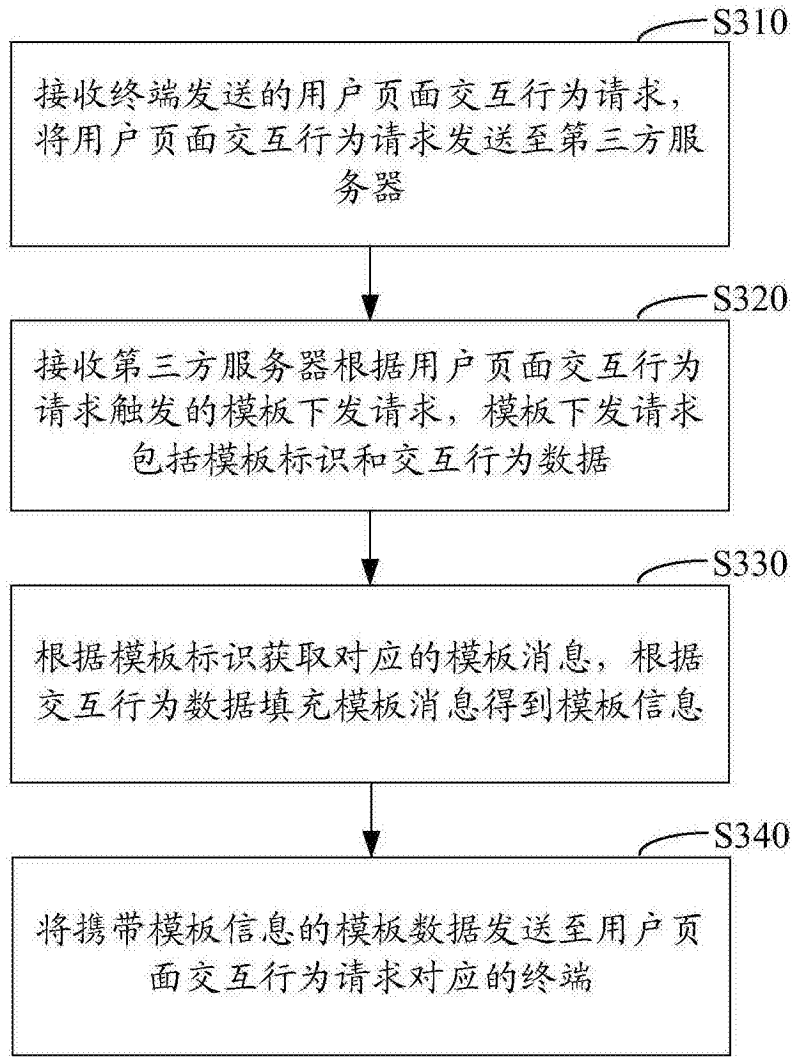 S310
接收终端发送的用户页面交互行为请求，
将用户页面交互行为请求发送至第三方服
务器
S320
接收第三方服务器根据用户页面交互行为
请求触发的模板下发请求，模板下发请求
包括模板标识和交互行为数据
S330
根据模板标识获取对应的模板消息，根据
交互行为数据填充模板消息得到模板信息
S340
将携带模板信息的模板数据发送至用户页
面交互行为请求对应的终端